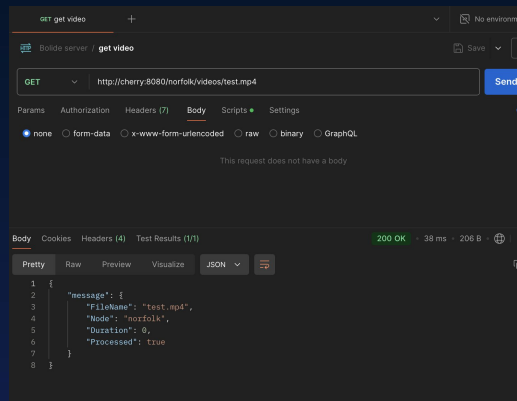 GET get video
No environm
HTTP Bolide server / get video
Save
GET http://cherry:8080/norfolk/videos/test.mp4 Send
Params Authorization Headers (7) Body Scripts Settings
none form-data x-www-form-urlencoded raw binary GraphQL
This request does not have a body
Body Cookies Headers (4) Test Results (1/1) 200 OK • 38 ms • 206 B
Pretty Raw Preview Visualize JSON
1 {
2 "message": {
3 "FileName": "test.mp4",
4 "Node": "norfolk",
5 "Duration": 0,
6 "Processed": true
7 }
8 }